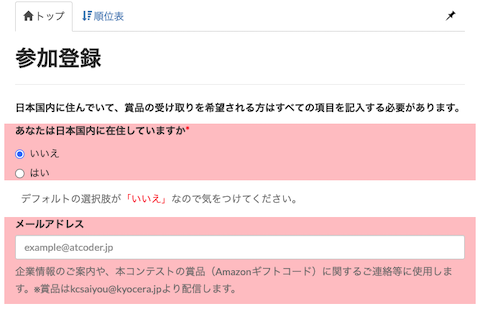 トップ 順位表
参加登録
日本国内に住んでいて、賞品の受け取りを希望される方はすべての項目を記入する必要があります。
あなたは日本国内に在住していますか*
いいえ
はい
デフォルトの選択肢が「いいえ」なので気をつけてください。
メールアドレス
example@atcoder.jp
企業情報のご案内や、本コンテストの賞品（Amazonギフトコード）に関するご連絡等に使用しま
す。※賞品はkcsaiyou@kyocera.jpより配信します。